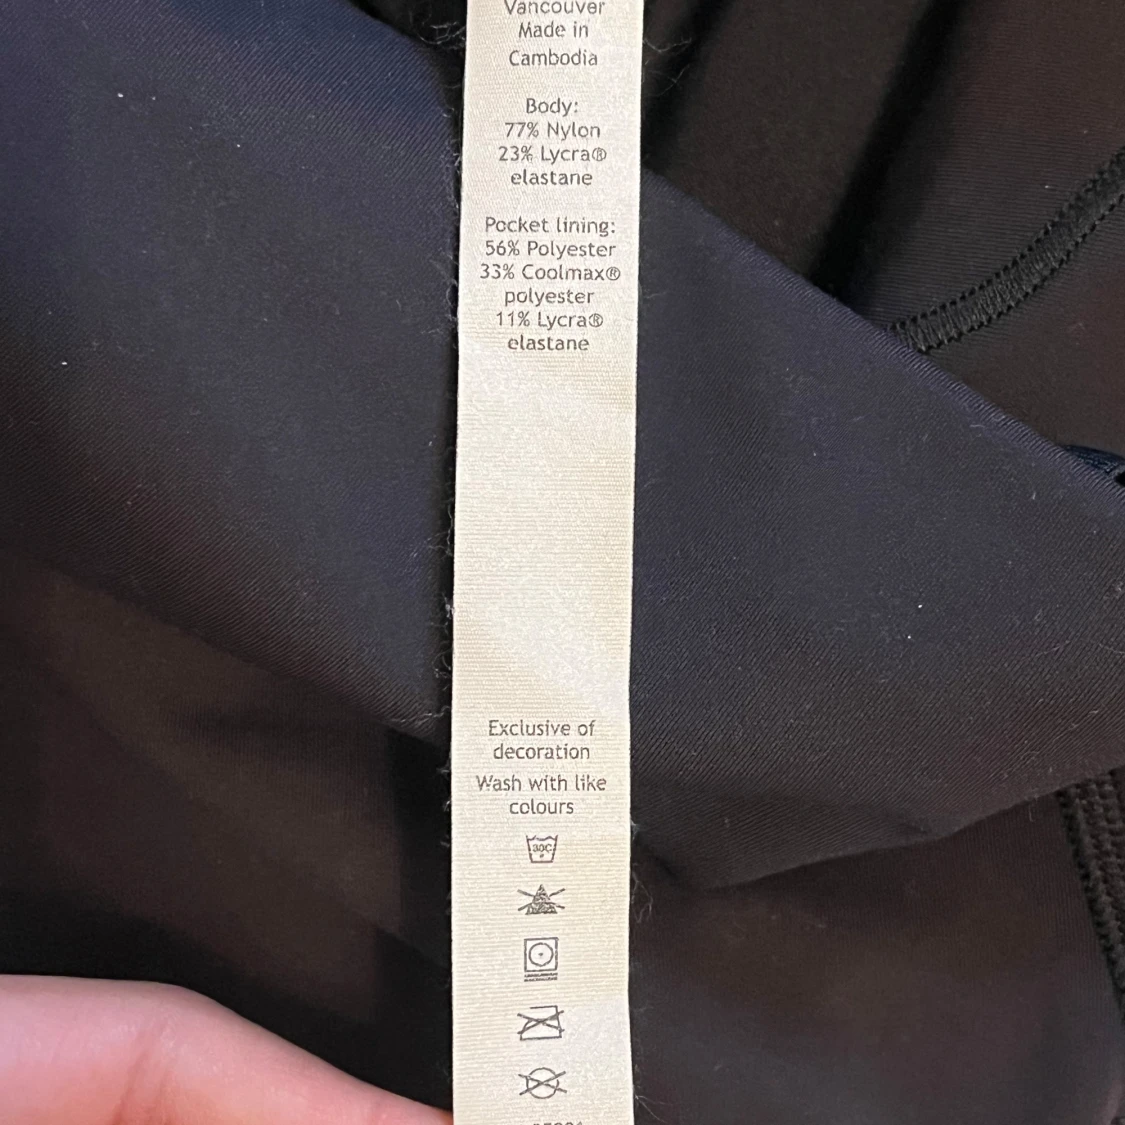 Vancouver
Made in
Cambodia
Body:
77% Nylon
23% Lycra®
elastane
Pocket lining:
56% Polyester
33% Coolmax®
polyester
11% Lycra®
elastane
Exclusive of
decoration
Wash with like
colours
30C